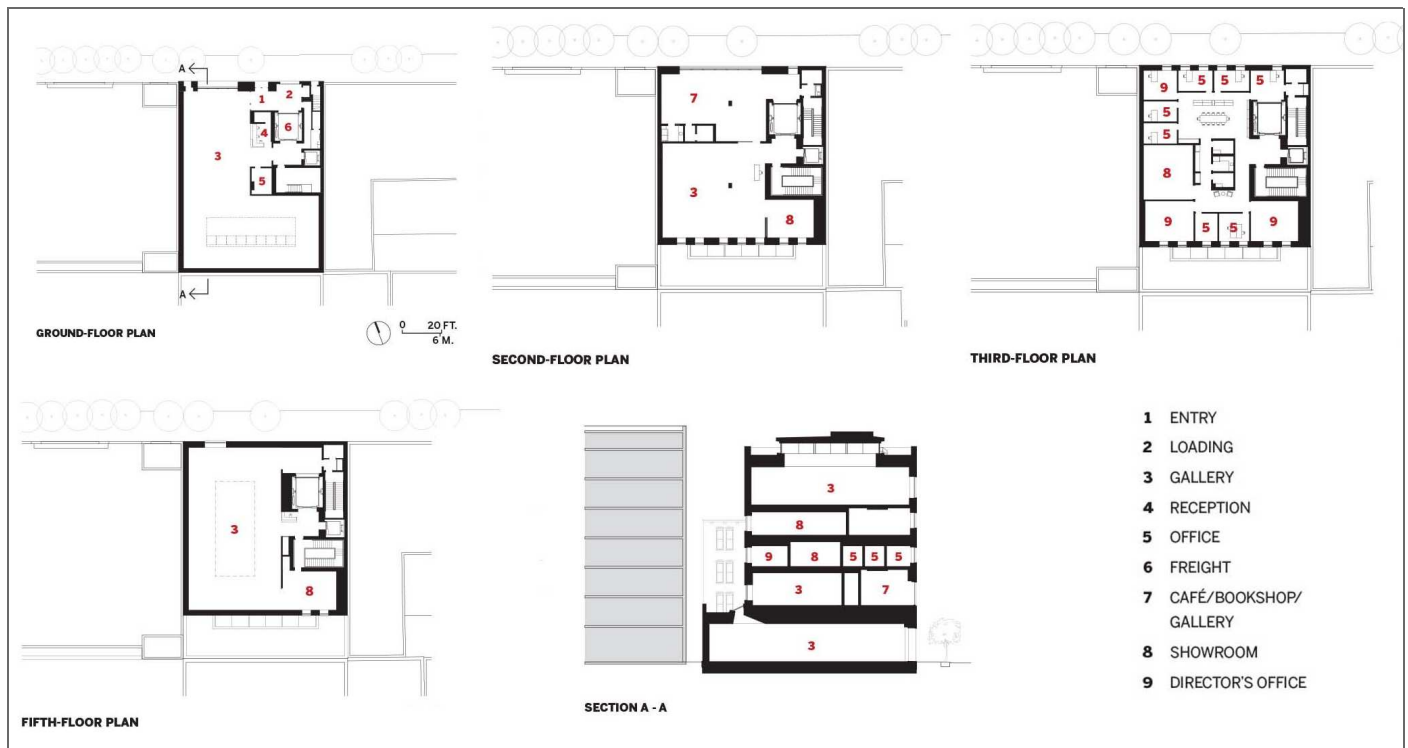 A
1
2
6
4
3
5
A
GROUND-FLOOR PLAN
0 20 FT.
6 M.
7
3
8
SECOND-FLOOR PLAN
9 5 5 5
5
5
8
9 5 5 9
THIRD-FLOOR PLAN
3
8
FIFTH-FLOOR PLAN
3
8
9 8 5 5 5
3 7
3
SECTION A - A
1 ENTRY
2 LOADING
3 GALLERY
4 RECEPTION
5 OFFICE
6 FREIGHT
7 CAFÉ/BOOKSHOP/
GALLERY
8 SHOWROOM
9 DIRECTOR'S OFFICE